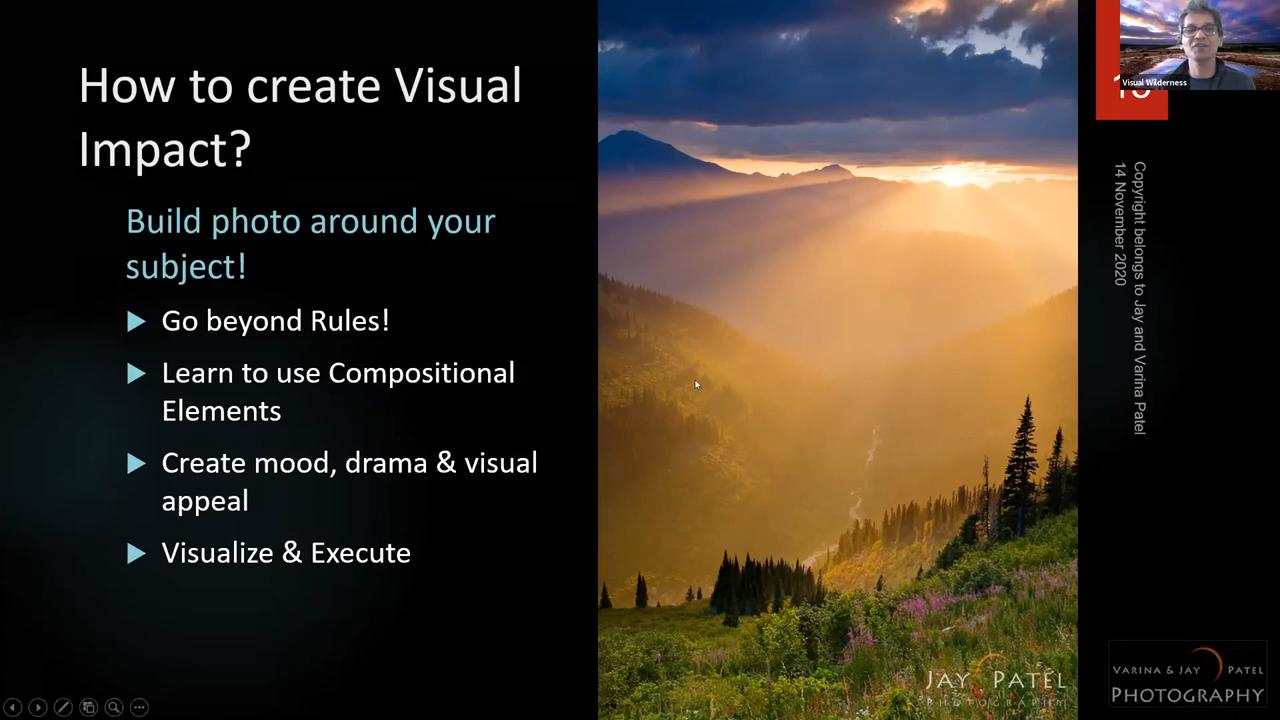 How to create Visual
Impact?
Build photo around your
subject!
Go beyond Rules!
Learn to use Compositional
Elements
Create mood, drama & visual
appeal
Visualize & Execute
Visual Wilderness
Copyright belongs to Jay and Varina Patel
14 November 2020
JAY PATEL
PHOTOGRAPHY
VARINA & JAY PATEL
PHOTOGRAPHY